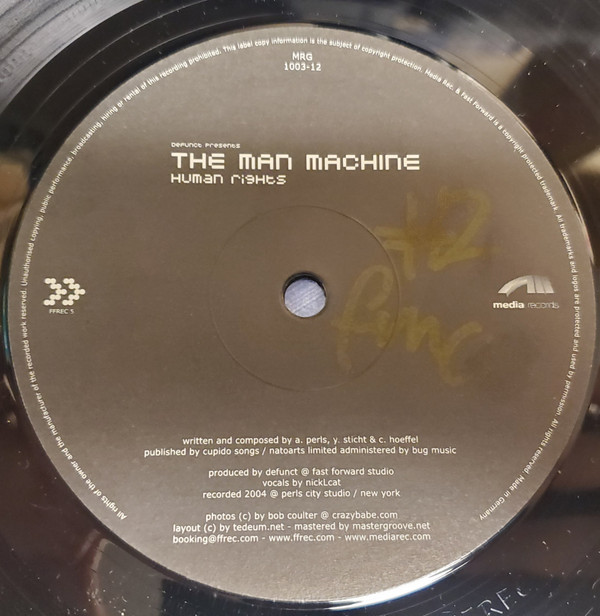 All rights of the owner and the manufacturer of the recorded work reserved. Unauthorised copying, public performance, broadcasting, hiring or rental of this recording prohibited. This label copy information is the subject of copyright protection. Media Rec. & Fast Forward is a copyright protected trademark. All trademarks and logos are protected and used by permission. All rights reserved. Made in Germany
MRG
1003-12
Defunct Presents
THE MAN MACHINE
Human rights
FFREC 5
media records
+2
func
written and composed by a. perls, y. slicht & c. hoeffel
published by cupido songs / natoarts limited administered by bug music
produced by defunct @ fast forward studio
vocals by nickLcat
recorded 2004 @ perls city studio / new york
photos (c) by bob coulter @ crazybabe.com
layout (c) by tedeum.net - mastered by mastergroove.net
booking@ffrec.com - www.ffrec.com - www.mediarec.com